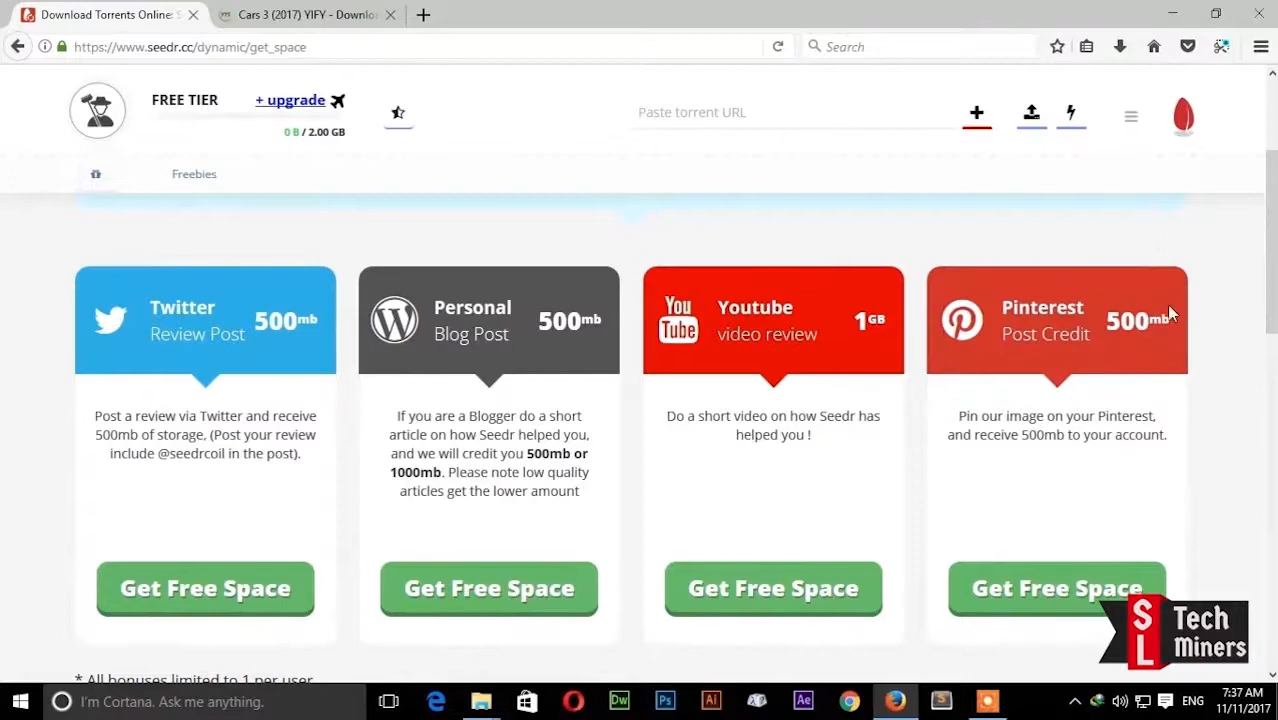 Download Torrents Online: S
Cars 3 (2017) YIFY - Downlo
https://www.seedr.cc/dynamic/get_space
Search
FREE TIER
+ upgrade
0 B / 2.00 GB
Paste torrent URL
Freebies
Twitter
Review Post
500mb
Personal
Blog Post
500mb
You
Tube
Youtube
video review
1GB
Pinterest
Post Credit
500mb
Post a review via Twitter and receive
500mb of storage, (Post your review
include @seedrcoil in the post).
If you are a Blogger do a short
article on how Seedr helped you,
and we will credit you 500mb or
1000mb. Please note low quality
articles get the lower amount
Do a short video on how Seedr has
helped you !
Pin our image on your Pinterest,
and receive 500mb to your account.
Get Free Space
Get Free Space
Get Free Space
Get Free Space
SL
Tech
Miners
* All bonuses limited to 1 per user
I'm Cortana. Ask me anything.
Dw
Ps
Ai
Ae
S
ENG
7:37 AM
11/11/2017